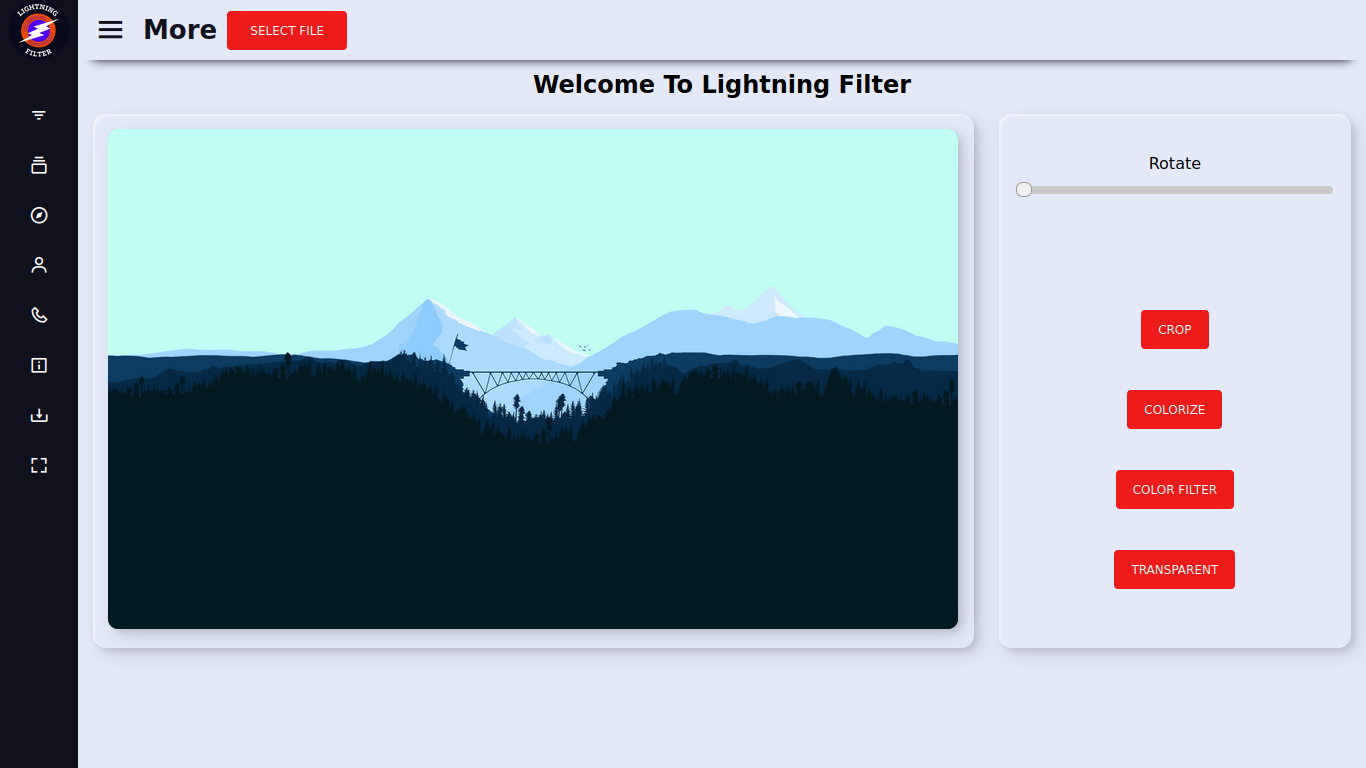 LIGHTNING
FILTER
More
SELECT FILE
Welcome To Lightning Filter
Rotate
CROP
COLORIZE
COLOR FILTER
TRANSPARENT